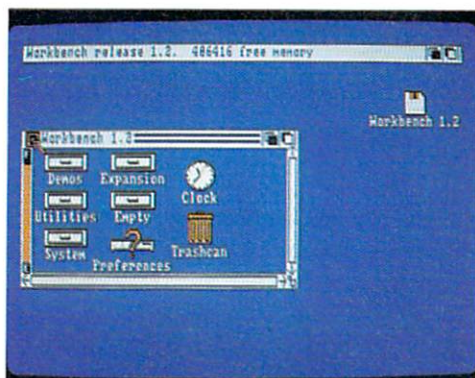 Workbench release 1.2. 486416 free memory
Workbench 1.2
Workbench 1.2
Demos Expansion Clock
Utilities Empty
System Preferences Trashcan